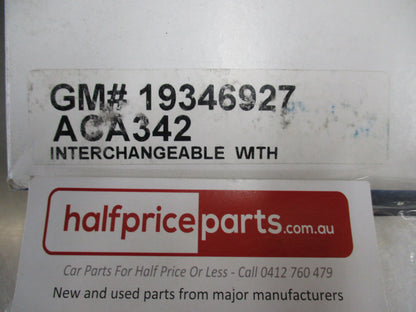 GM# 19346927
ACA342
INTERCHANGEABLE WITH
halfpriceparts.com.au
Car Parts For Half Price Or Less - Call 0412 760 479
New and used parts from major manufacturers